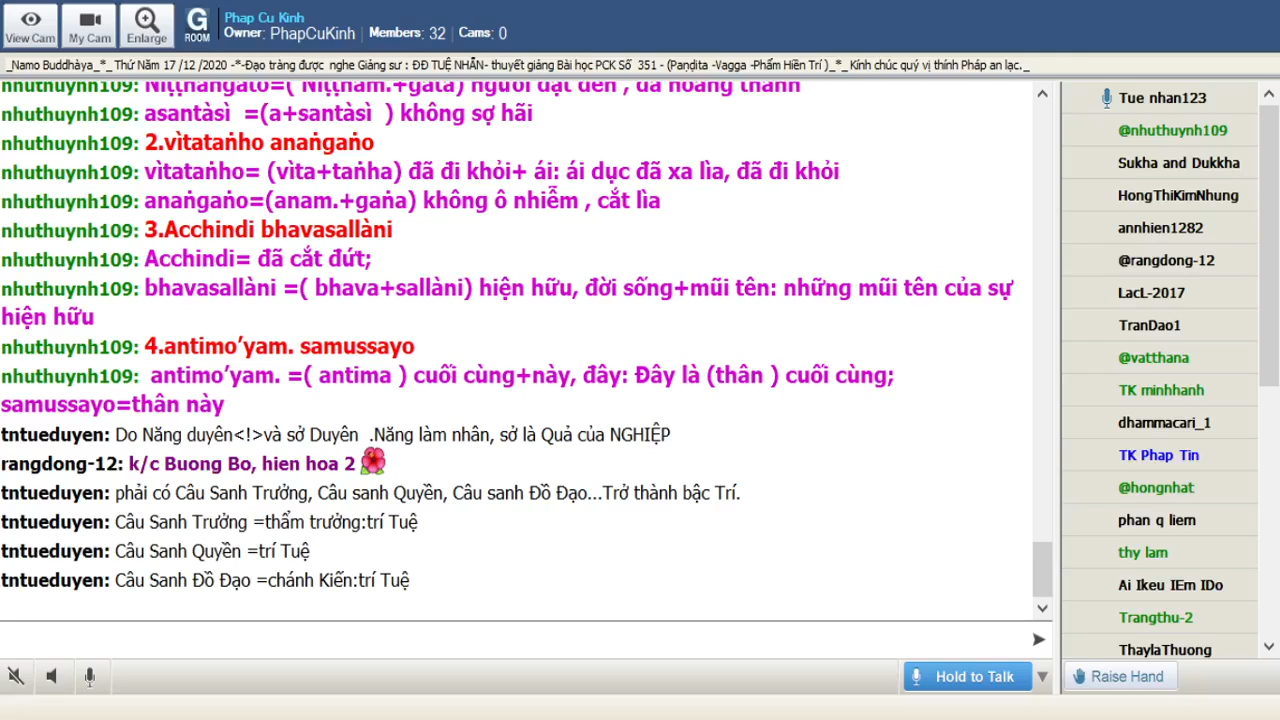 View Cam
My Cam
Enlarge
G
ROOM
Phap Cu Kinh
Owner: PhapCuKinh
Members: 32
Cams: 0
_Namo Buddhàya_*_ Thứ Năm 17 /12 /2020 -*-Đạo tràng được nghe Giảng sư : ĐĐ TUỆ NHẪN- thuyết giảng Bài học PCK Số 351 - (Paṇḍita -Vagga -Phẩm Hiền Trí )_*_Kính chúc quý vị thính Pháp an lạc._
nhuthuynh109: Niṭṭhaṅgato=( Niṭṭham.+gata) người đạt đến , đã hoàng thành
nhuthuynh109: asantàsì =(a+santàsì ) không sợ hãi
nhuthuynh109: 2.vìtataṅho anaṅgaṅo
nhuthuynh109: vìtataṅho= (vìta+taṅha) đã đi khỏi+ ái: ái dục đã xa lìa, đã đi khỏi
nhuthuynh109: anaṅgaṅo=(anam.+gaṅa) không ô nhiễm , cắt lìa
nhuthuynh109: 3.Acchindi bhavasallàni
nhuthuynh109: Acchindi= đã cắt đứt;
nhuthuynh109: bhavasallàni =( bhava+sallàni) hiện hữu, đời sống+mũi tên: những mũi tên của sự
hiện hữu
nhuthuynh109: 4.antimo’yam. samussayo
nhuthuynh109: antimo’yam. =( antima ) cuối cùng+này, đây: Đây là (thân ) cuối cùng;
samussayo=thân này
tntueduyen: Do Năng duyên<!>và sở Duyên .Năng làm nhân, sở là Quả của NGHIỆP
rangdong-12: k/c Buong Bo, hien hoa 2
tntueduyen: phải có Câu Sanh Trưởng, Câu sanh Quyền, Câu sanh Đồ Đạo...Trở thành bậc Trí.
tntueduyen: Câu Sanh Trưởng =thẩm trưởng:trí Tuệ
tntueduyen: Câu Sanh Quyền =trí Tuệ
tntueduyen: Câu Sanh Đồ Đạo =chánh Kiến:trí Tuệ
Tue nhan123
@nhuthuynh109
Sukha and Dukkha
HongThiKimNhung
annhien1282
@rangdong-12
LacL-2017
TranDao1
@vatthana
TK minhhanh
dhammacari_1
TK Phap Tin
@hongnhat
phan q liem
thy lam
Ai Ikeu IEm IDo
Trangthu-2
ThaylaThuong
Hold to Talk
Raise Hand